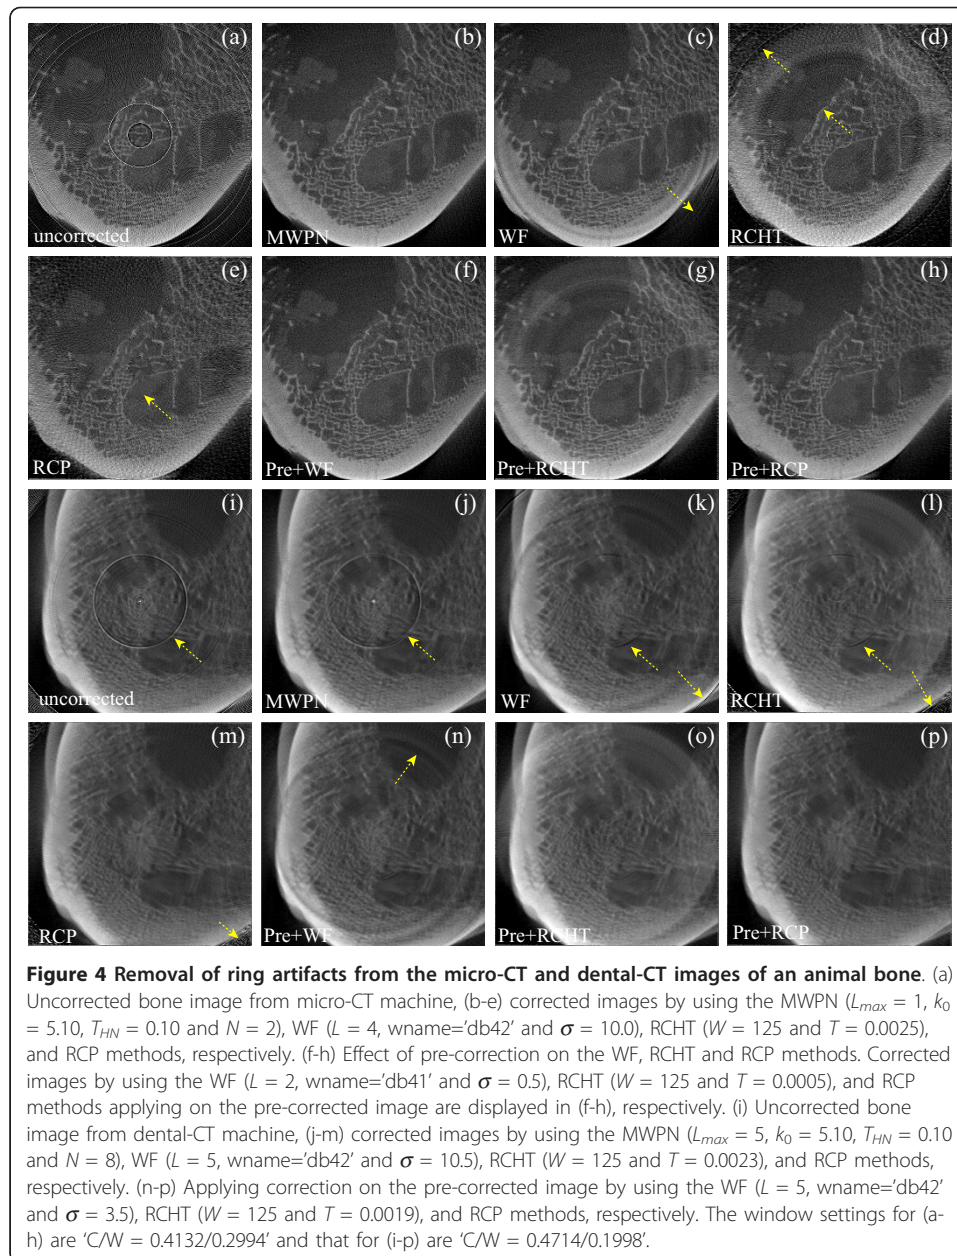 (a) (b) (c) (d)
uncorrected MWPN WF RCHT
(e) (f) (g) (h)
RCP Pre+WF Pre+RCHT Pre+RCP
(i) (j) (k) (l)
uncorrected MWPN WF RCHT
(m) (n) (o) (p)
RCP Pre+WF Pre+RCHT Pre+RCP
Figure 4 Removal of ring artifacts from the micro-CT and dental-CT images of an animal bone. (a)
Uncorrected bone image from micro-CT machine, (b-e) corrected images by using the MWPN (Lmax = 1, k0
= 5.10, THN = 0.10 and N = 2), WF (L = 4, wname='db42' and σ = 10.0), RCHT (W = 125 and T = 0.0025),
and RCP methods, respectively. (f-h) Effect of pre-correction on the WF, RCHT and RCP methods. Corrected
images by using the WF (L = 2, wname='db41' and σ = 0.5), RCHT (W = 125 and T = 0.0005), and RCP
methods applying on the pre-corrected image are displayed in (f-h), respectively. (i) Uncorrected bone
image from dental-CT machine, (j-m) corrected images by using the MWPN (Lmax = 5, k0 = 5.10, THN = 0.10
and N = 8), WF (L = 5, wname='db42' and σ = 10.5), RCHT (W = 125 and T = 0.0023), and RCP methods,
respectively. (n-p) Applying correction on the pre-corrected image by using the WF (L = 5, wname='db42'
and σ = 3.5), RCHT (W = 125 and T = 0.0019), and RCP methods, respectively. The window settings for (a-
h) are 'C/W = 0.4132/0.2994' and that for (i-p) are 'C/W = 0.4714/0.1998'.